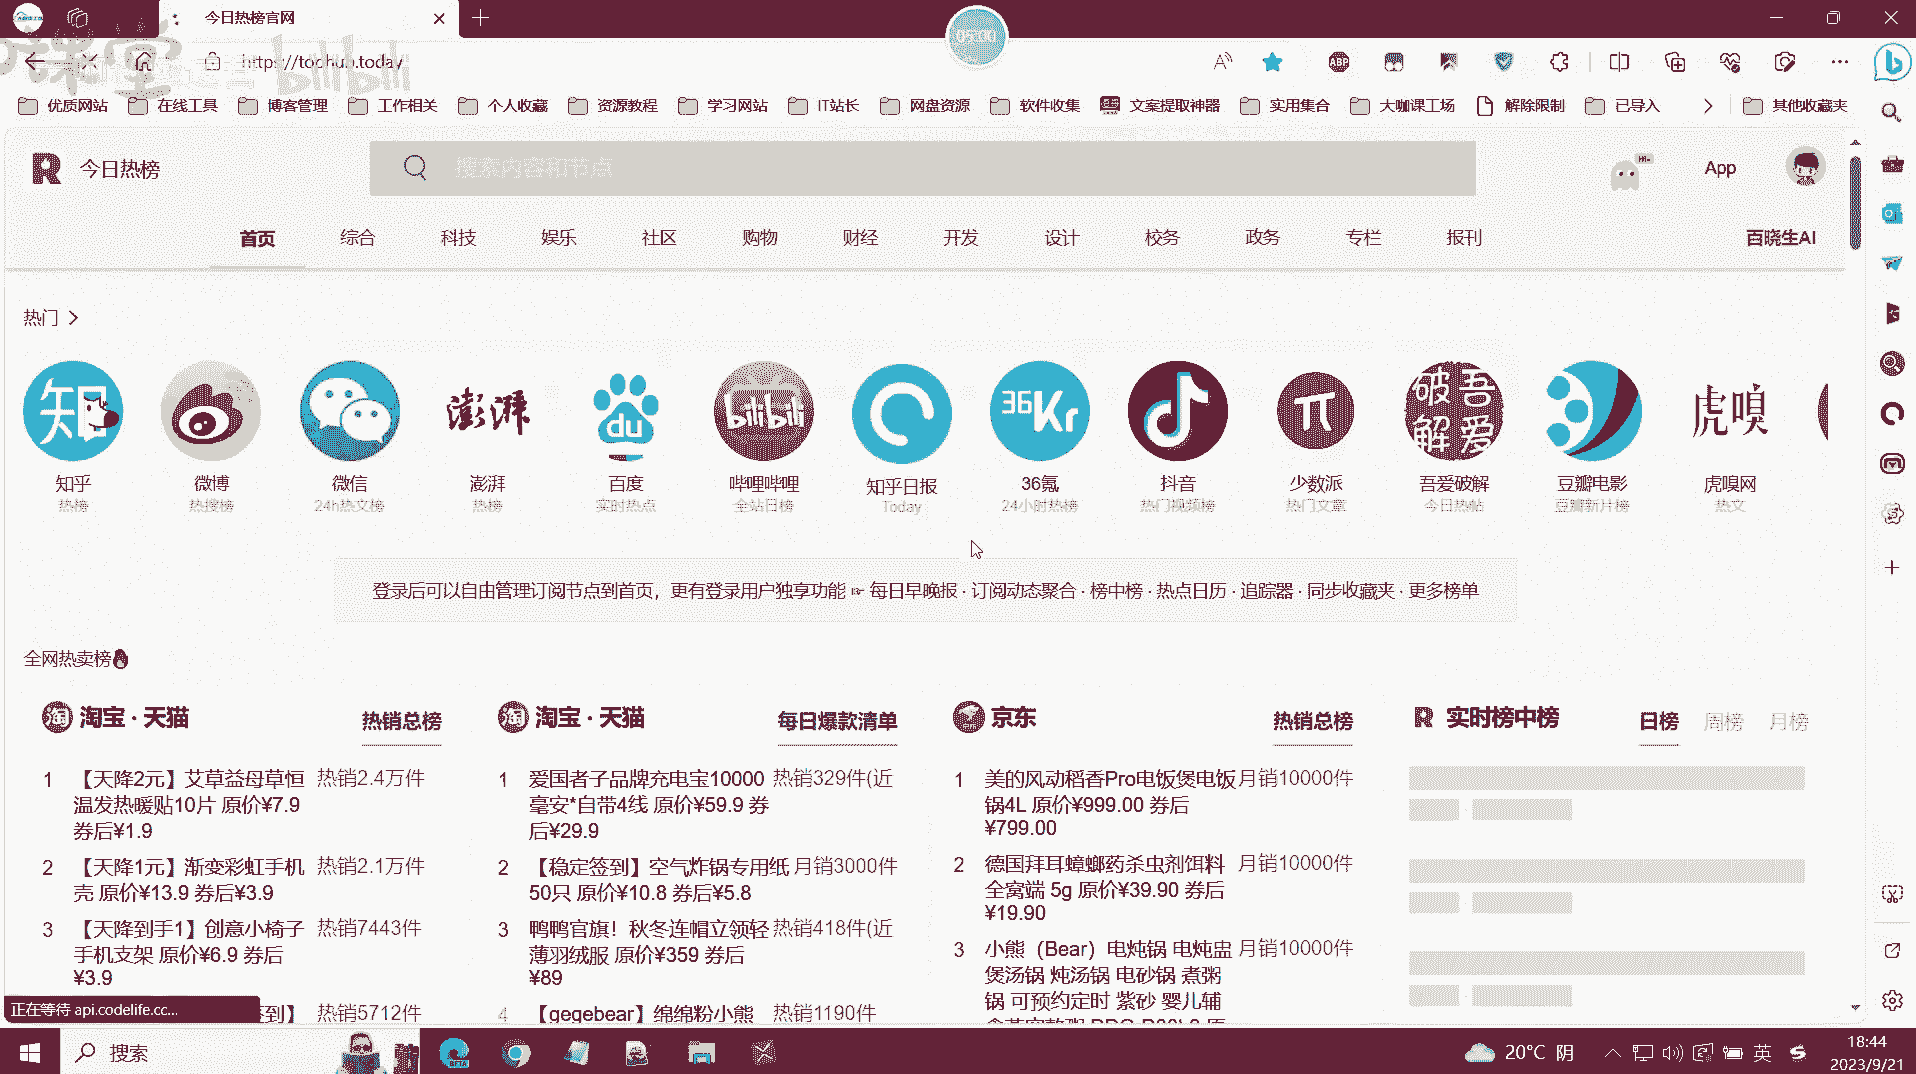 今日热榜官网
https://tophub.today
优质网站 在线工具 博客管理 工作相关 个人收藏 资源教程 学习网站 IT站长 网盘资源 软件收集 文案提取神器 实用集合 大咖课工场 解除限制 已导入 其他收藏夹
R 今日热榜
搜索内容和节点
App
首页 综合 科技 娱乐 社区 购物 财经 开发 设计 校务 政务 专栏 报刊 百晓生AI
热门
知乎 微博 微信 澎湃 百度 哔哩哔哩 知乎日报 36氪 抖音 少数派 吾爱破解 豆瓣电影 虎嗅网
热榜 热搜榜 24h热文榜 热榜 实时热点 全站日榜 Today 24小时热榜 热门视频榜 热门文章 今日热帖 豆瓣新片榜 热文
登录后可以自由管理订阅节点到首页，更有登录用户独享功能 ☞ 每日早晚报 · 订阅动态聚合 · 榜中榜 · 热点日历 · 追踪器 · 同步收藏夹 · 更多榜单
全网热卖榜
淘宝 · 天猫 热销总榜
1 【天降2元】艾草益母草恒 热销2.4万件
温发热暖贴10片 原价¥7.9
券后¥1.9
2 【天降1元】渐变彩虹手机 热销2.1万件
壳 原价¥13.9 券后¥3.9
3 【天降到手1】创意小椅子 热销7443件
手机支架 原价¥6.9 券后
¥3.9
签到】 热销5712件
淘宝 · 天猫 每日爆款清单
1 爱国者子品牌充电宝10000 热销329件(近
毫安*自带4线 原价¥59.9 券
后¥29.9
2 【稳定签到】空气炸锅专用纸 月销3000件
50只 原价¥10.8 券后¥5.8
3 鸭鸭官旗！秋冬连帽立领轻 热销418件(近
薄羽绒服 原价¥359 券后
¥89
4 【gegebear】绵绵粉小熊 热销1190件
京东 热销总榜
1 美的风动稻香Pro电饭煲电饭 月销10000件
锅4L 原价¥999.00 券后
¥799.00
2 德国拜耳蟑螂药杀虫剂饵料 月销10000件
全窝端 5g 原价¥39.90 券后
¥19.90
3 小熊（Bear）电炖锅 电炖盅 月销10000件
煲汤锅 炖汤锅 电砂锅 煮粥
锅 可预约定时 紫砂 婴儿辅
R 实时榜中榜 日榜 周榜 月榜
正在等待 api.codelife.cc...
搜索
20°C 阴
英
18:44
2023/9/21